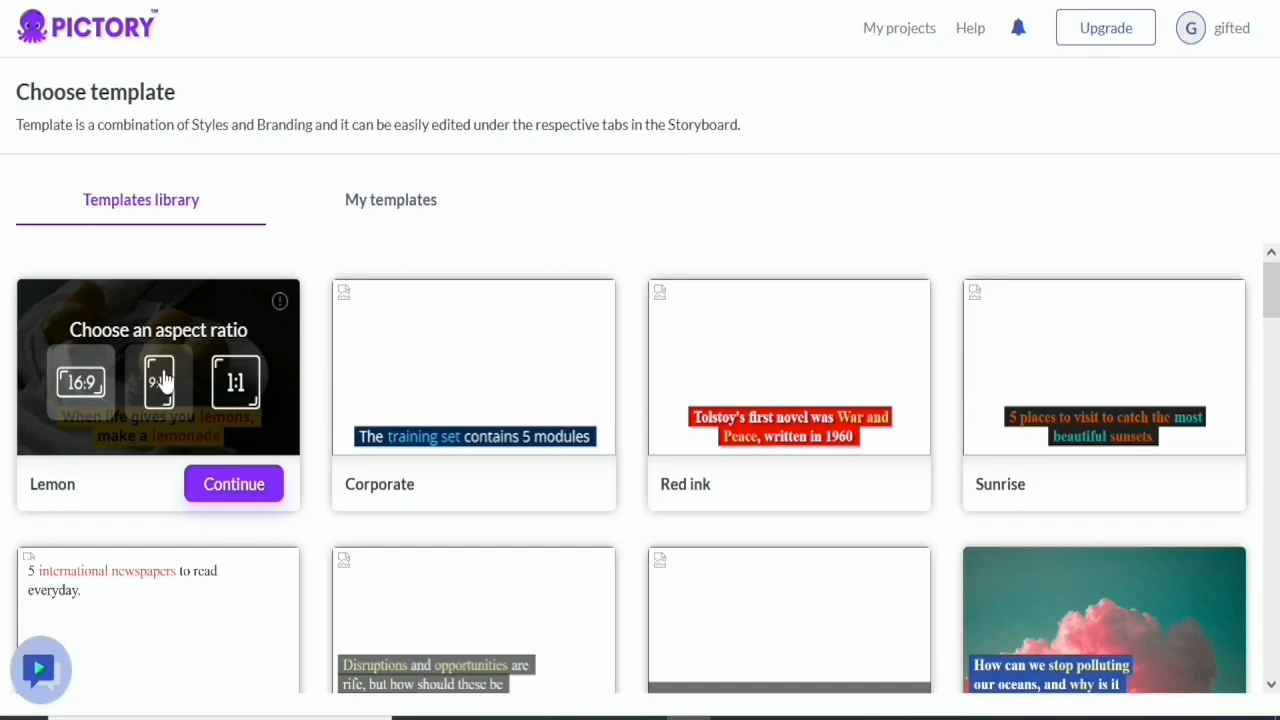 PICTORY™
My projects
Help
Upgrade
G
gifted
Choose template
Template is a combination of Styles and Branding and it can be easily edited under the respective tabs in the Storyboard.
Templates library
My templates
Choose an aspect ratio
16:9
1:1
When life gives you lemons,
make a lemonade
Lemon
Continue
The training set contains 5 modules
Corporate
Tolstoy's first novel was War and
Peace, written in 1960
Red ink
5 places to visit to catch the most
beautiful sunsets
Sunrise
5 international newspapers to read
everyday.
Disruptions and opportunities are
rife, but how should these be
How can we stop polluting
our oceans, and why is it